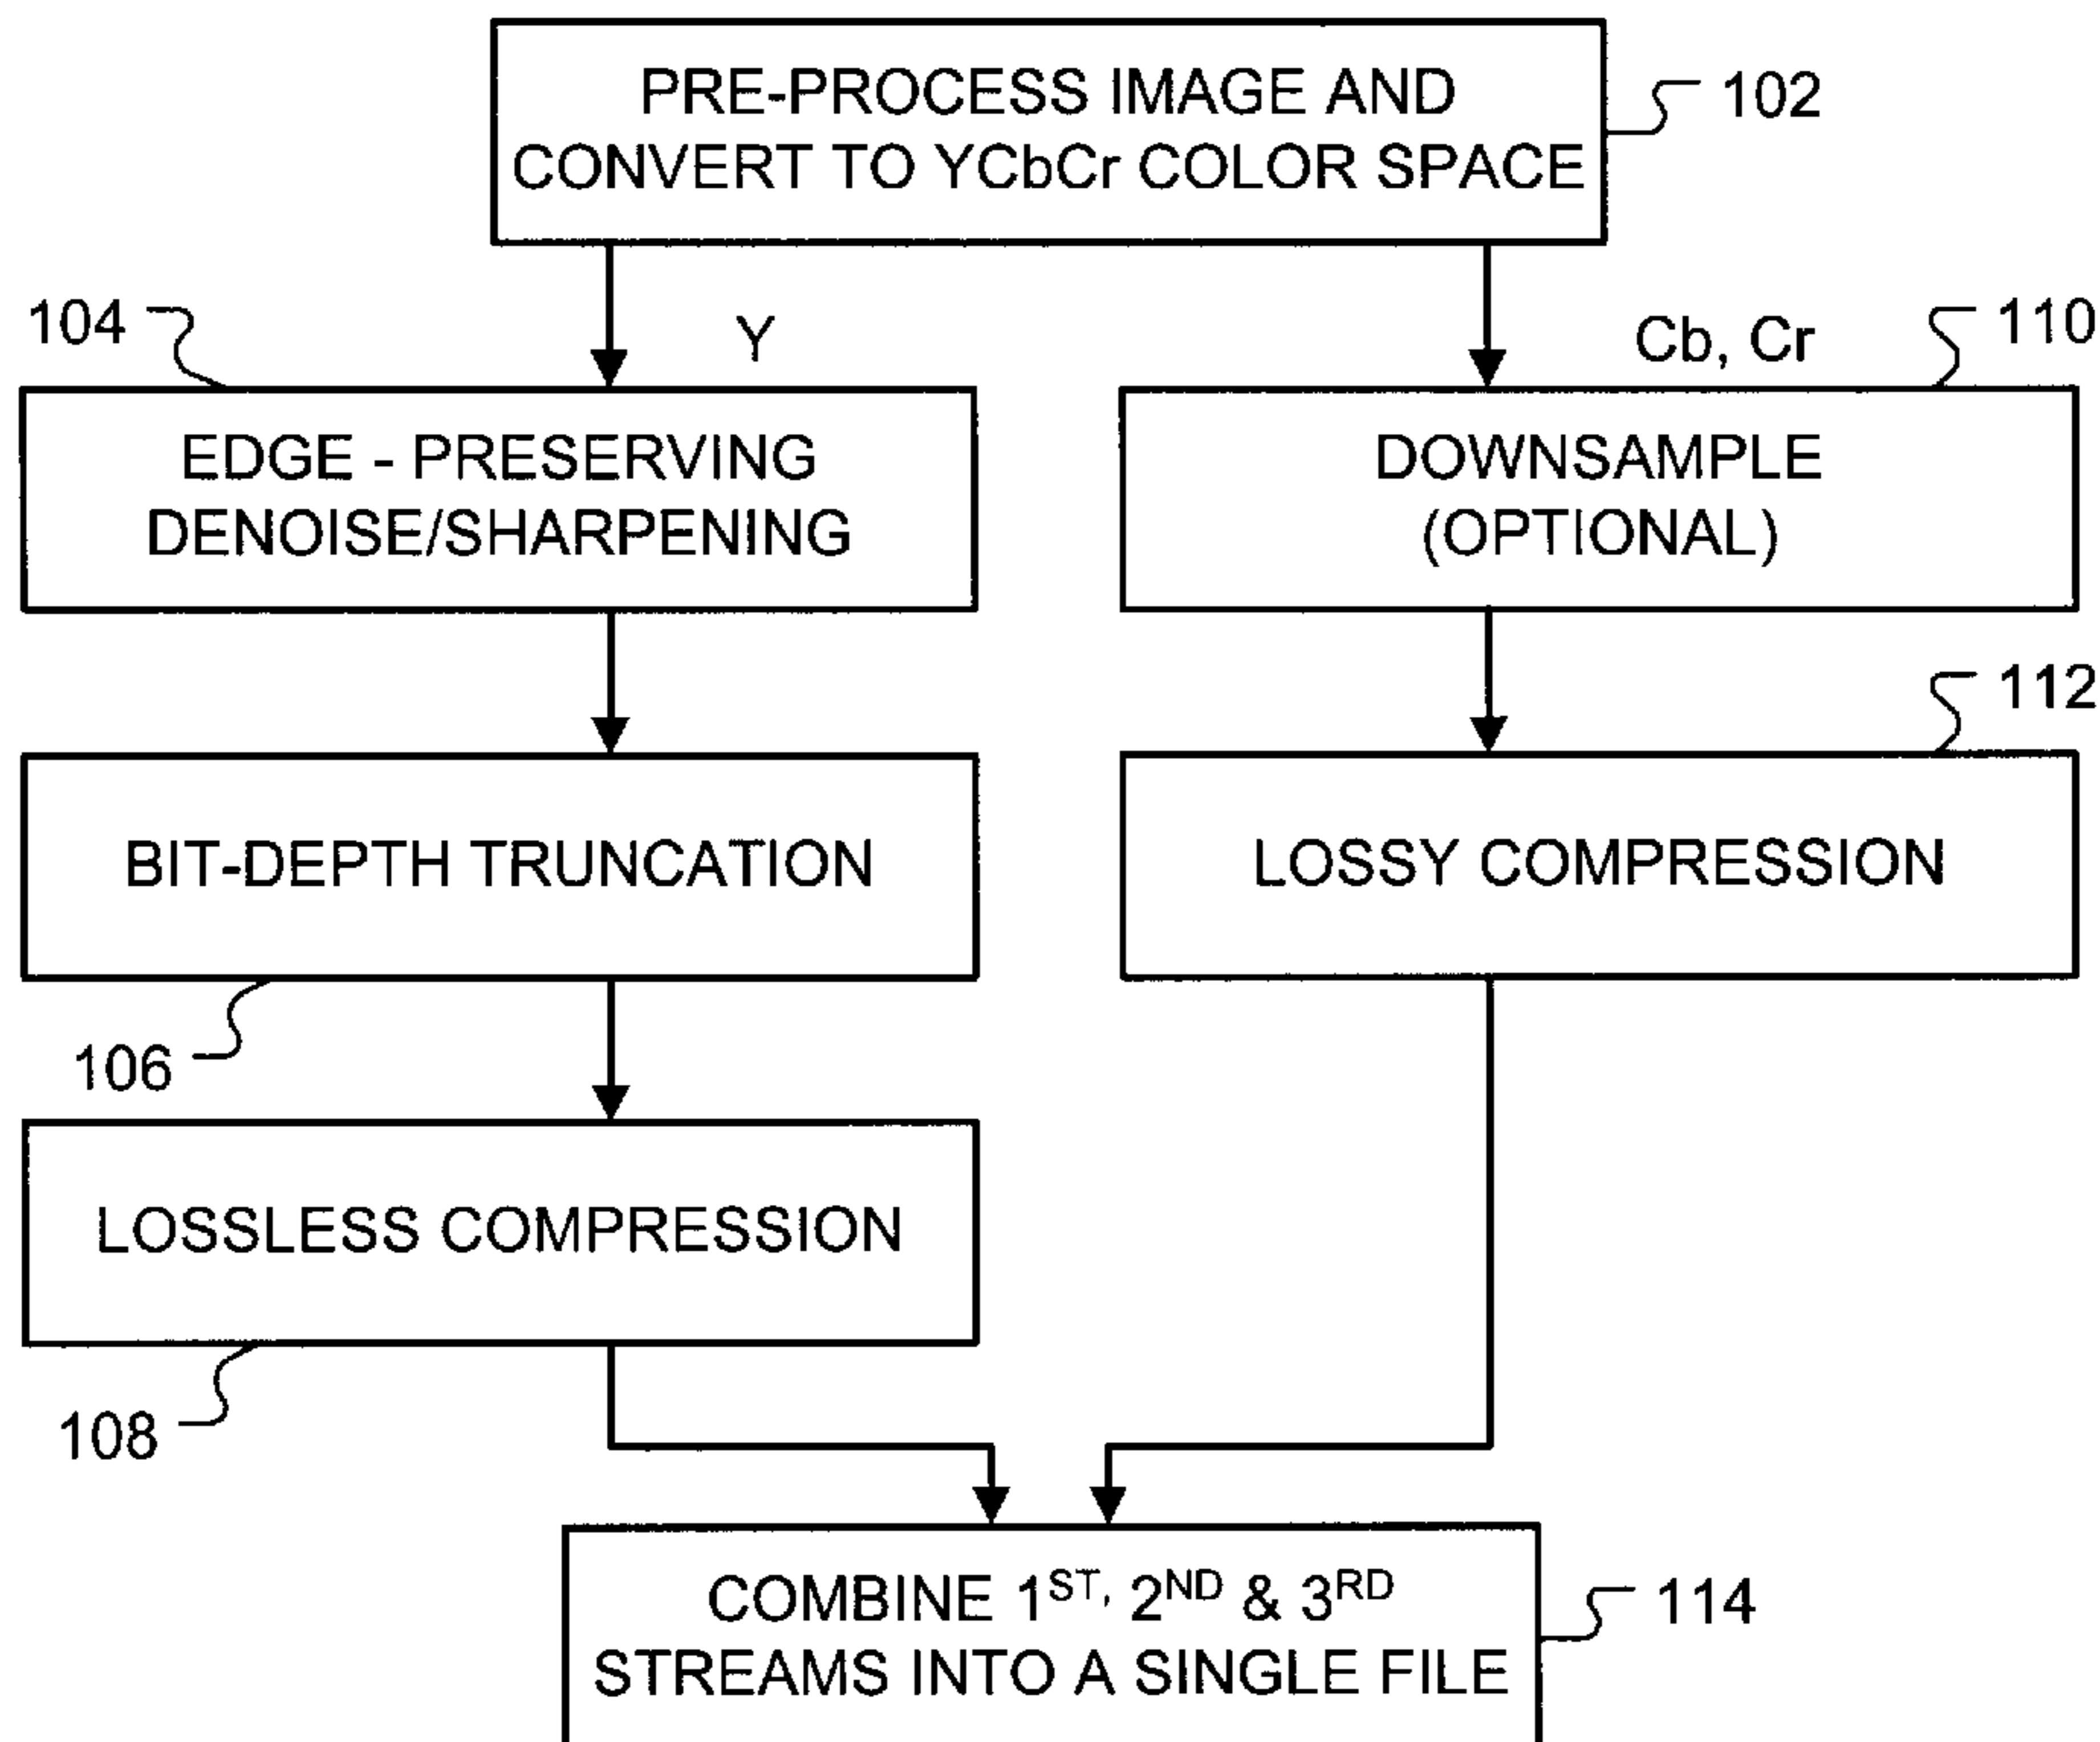 PRE-PROCESS IMAGE AND
CONVERT TO YCbCr COLOR SPACE
102
104
Y
Cb, Cr
110
EDGE - PRESERVING
DENOISE/SHARPENING
DOWNSAMPLE
(OPTIONAL)
112
BIT-DEPTH TRUNCATION
LOSSY COMPRESSION
106
LOSSLESS COMPRESSION
108
COMBINE 1ST, 2ND & 3RD
STREAMS INTO A SINGLE FILE
114